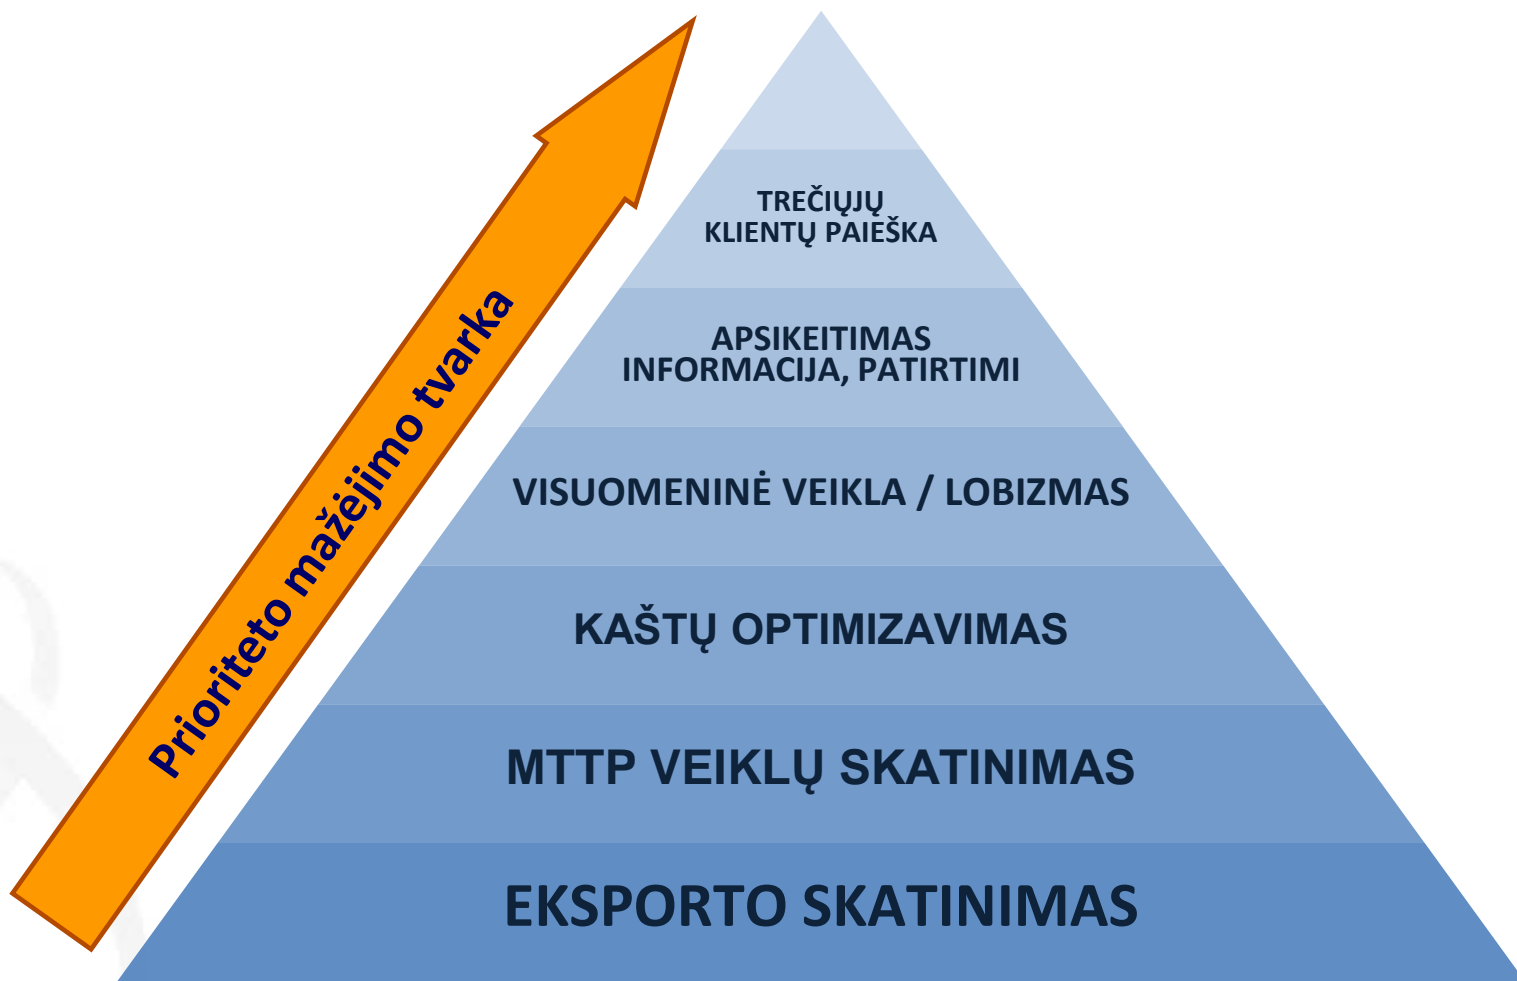 TREČIŲJŲ
KLIENTŲ PAIEŠKA
APSIKEITIMAS
INFORMACIJA, PATIRTIMI
VISUOMENINĖ VEIKLA / LOBIZMAS
KAŠTŲ OPTIMIZAVIMAS
MTTP VEIKLŲ SKATINIMAS
EKSPORTO SKATINIMAS
Prioriteto mažėjimo tvarka